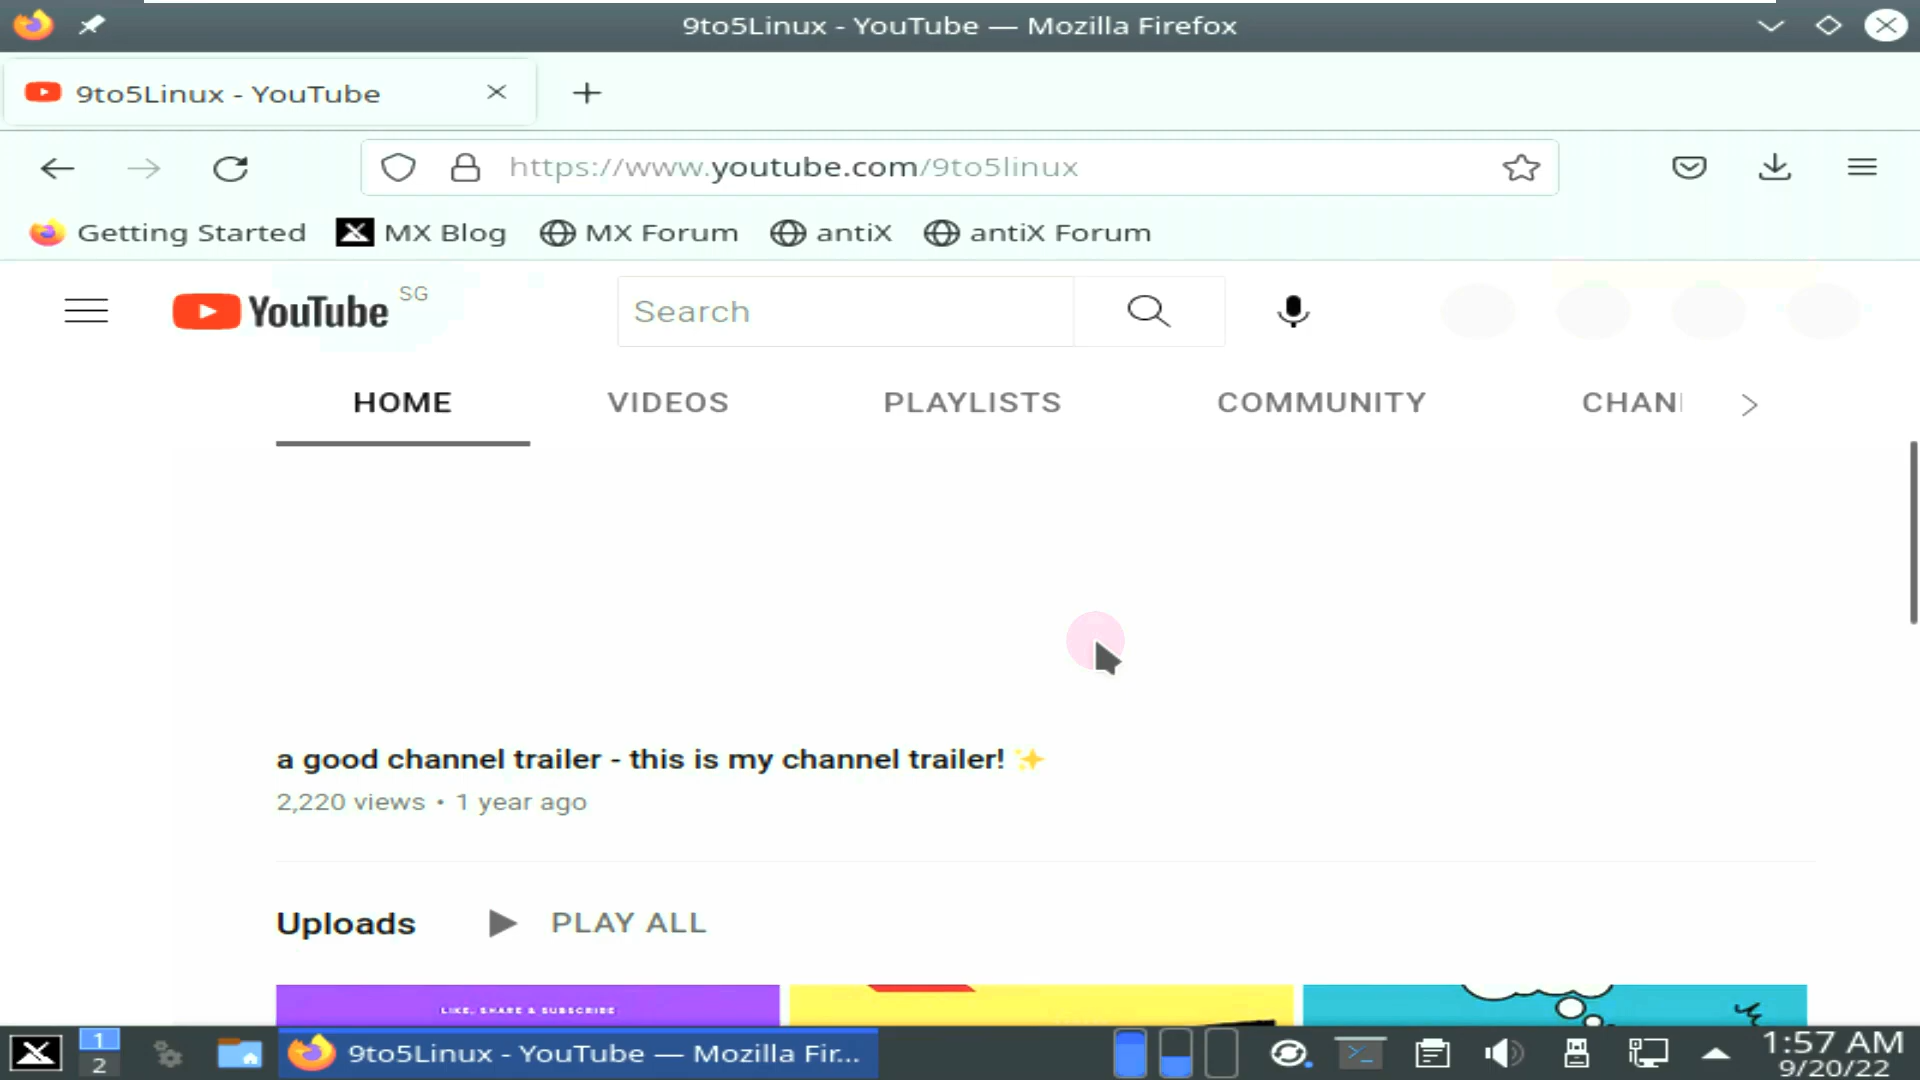 9to5Linux - YouTube — Mozilla Firefox
9to5Linux - YouTube
https://www.youtube.com/9to5linux
Getting Started MX Blog MX Forum antiX antiX Forum
YouTube SG Search
HOME VIDEOS PLAYLISTS COMMUNITY CHAN
a good channel trailer - this is my channel trailer! ✨
2,220 views • 1 year ago
Uploads PLAY ALL
LIKE, SHARE & SUBSCRIBE
1
2
9to5Linux - YouTube — Mozilla Fir...
1:57 AM
9/20/22